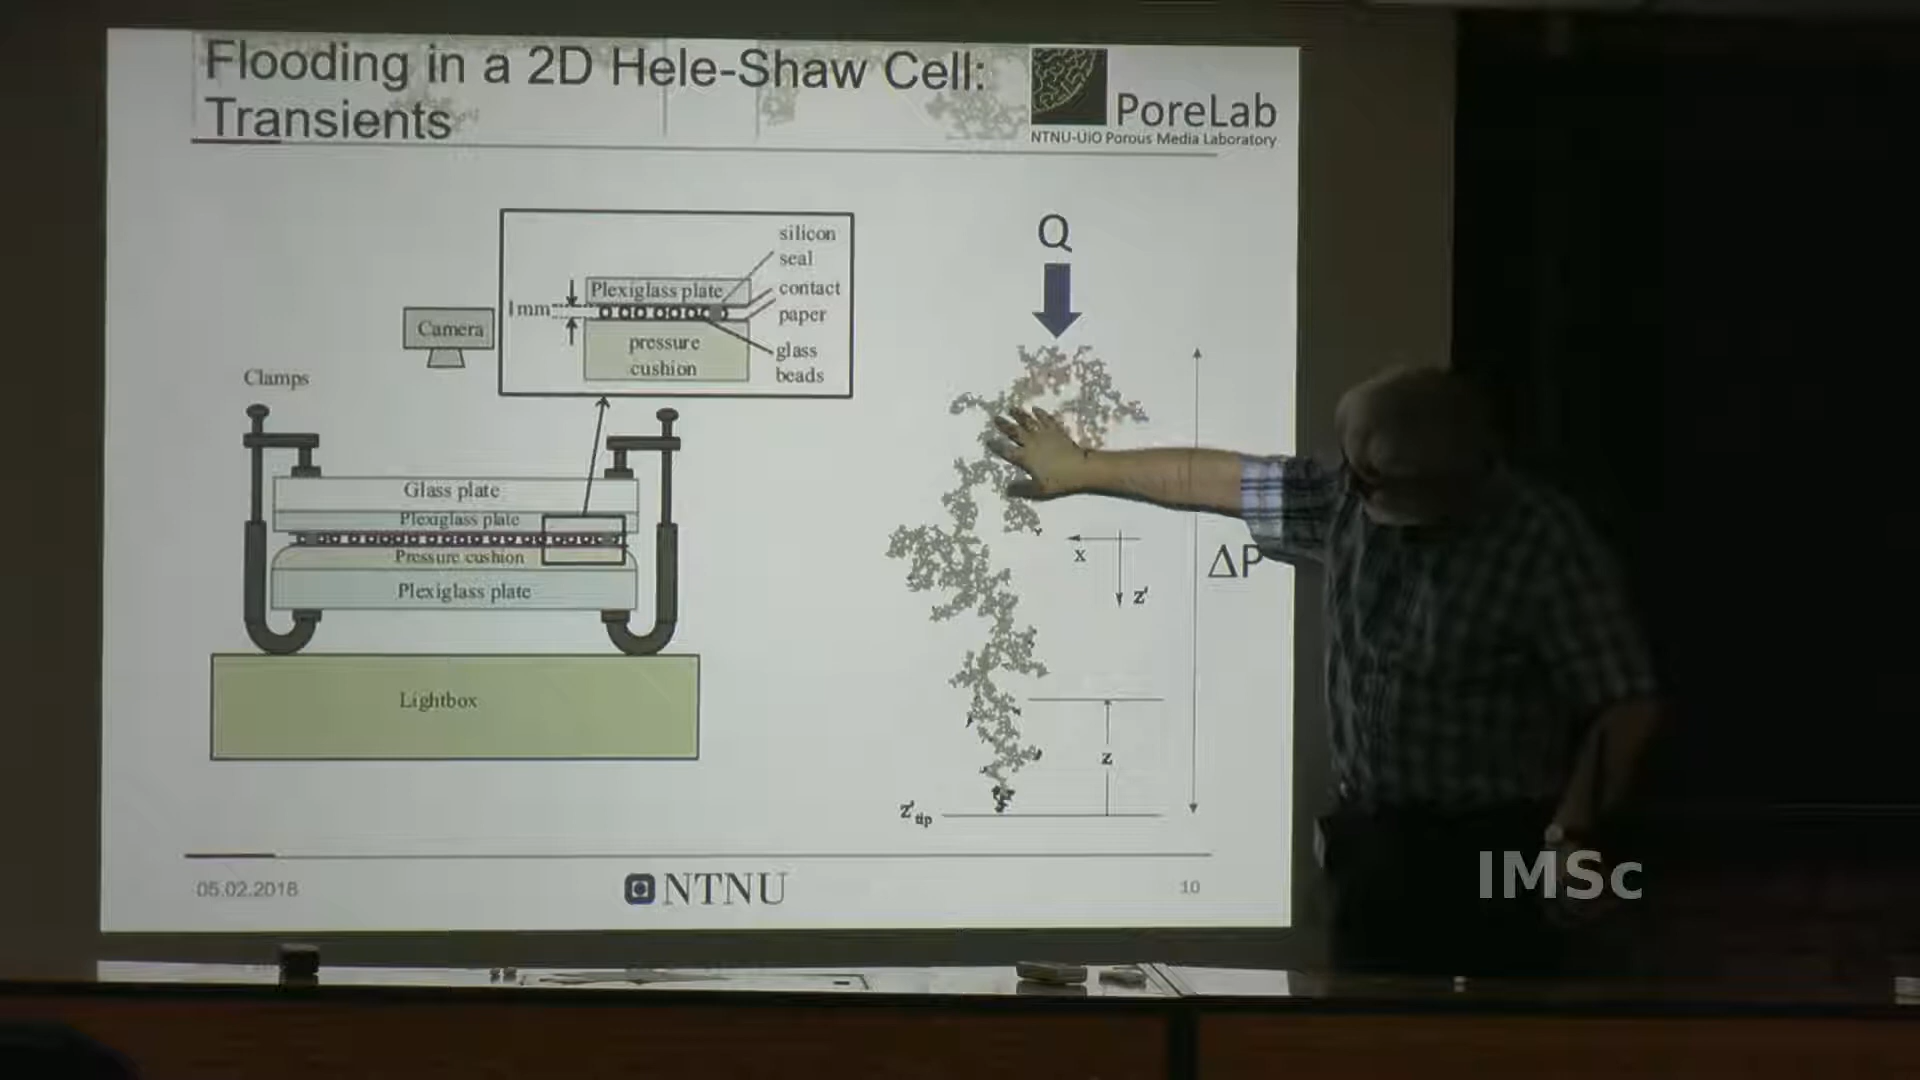 Flooding in a 2D Hele-Shaw Cell:
Transients
PoreLab
NTNU-UiO Porous Media Laboratory
silicon
seal
Plexiglass plate
contact
paper
1mm
pressure
cushion
glass
beads
Camera
Clamps
Glass plate
Plexiglass plate
Pressure cushion
Plexiglass plate
Lightbox
Q
x
z'
ΔP
z
z'tip
05.02.2018
NTNU
10
IMSc